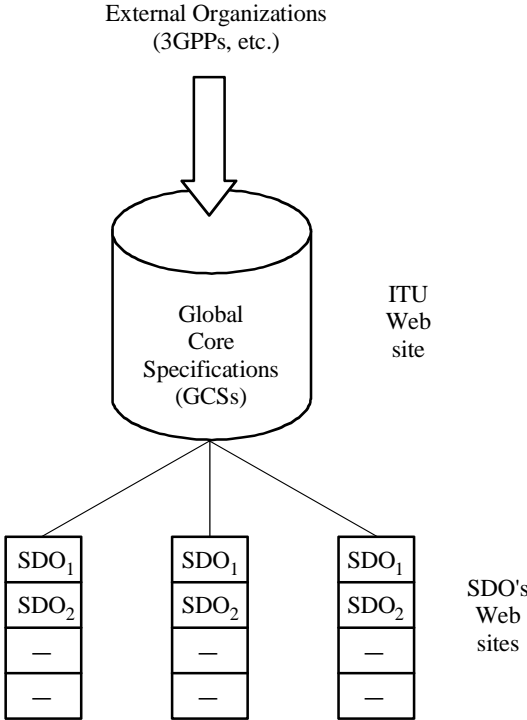 External Organizations
(3GPPs, etc.)
Global
Core
Specifications
(GCSs)
ITU
Web
site
SDO₁ SDO₁ SDO₁
SDO₂ SDO₂ SDO₂
– – –
– – –
SDO's
Web
sites